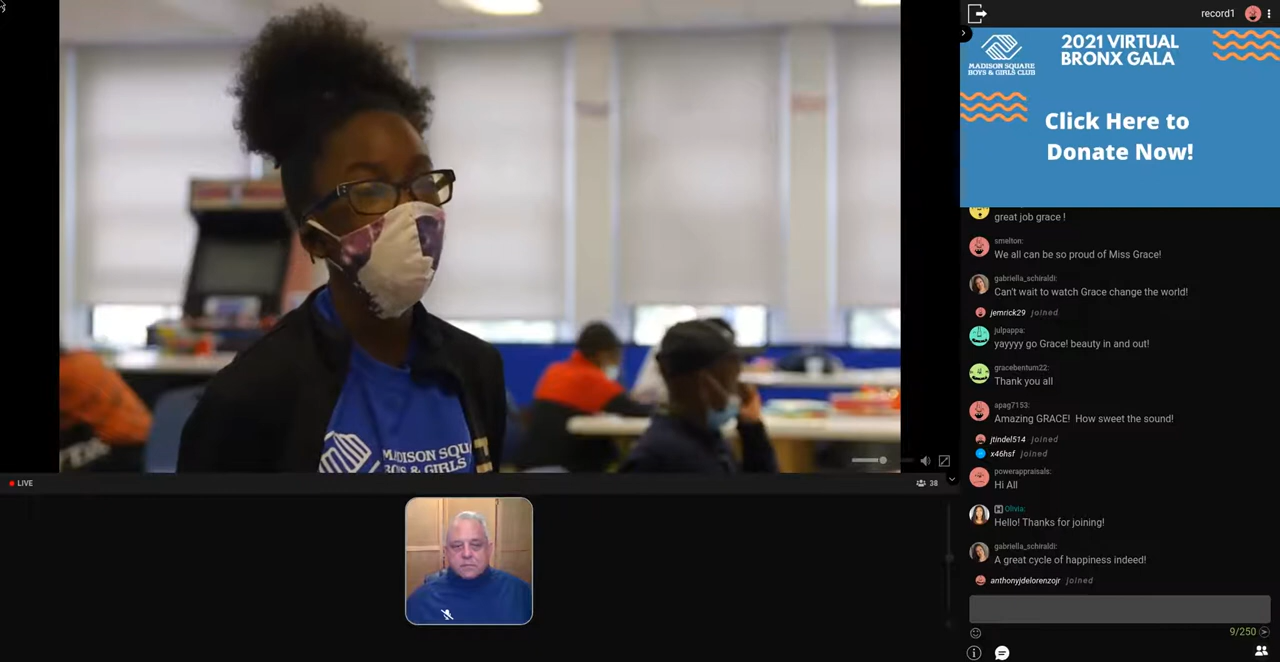 record1
MADISON SQUARE
BOYS & GIRLS CLUB
2021 VIRTUAL
BRONX GALA
Click Here to
Donate Now!
great job grace !
smelton:
We all can be so proud of Miss Grace!
gabriella_schiraldi:
Can't wait to watch Grace change the world!
jemrick29 joined
julpappa:
yayyyy go Grace! beauty in and out!
gracebentum22:
Thank you all
apag7153:
Amazing GRACE! How sweet the sound!
jtindel514 joined
x46hsf joined
powerappraisals:
Hi All
H Olivia:
Hello! Thanks for joining!
gabriella_schiraldi:
A great cycle of happiness indeed!
anthonyjdelorenzojr joined
9/250
MADISON SQU
BOYS & GIRLS
LIVE
38